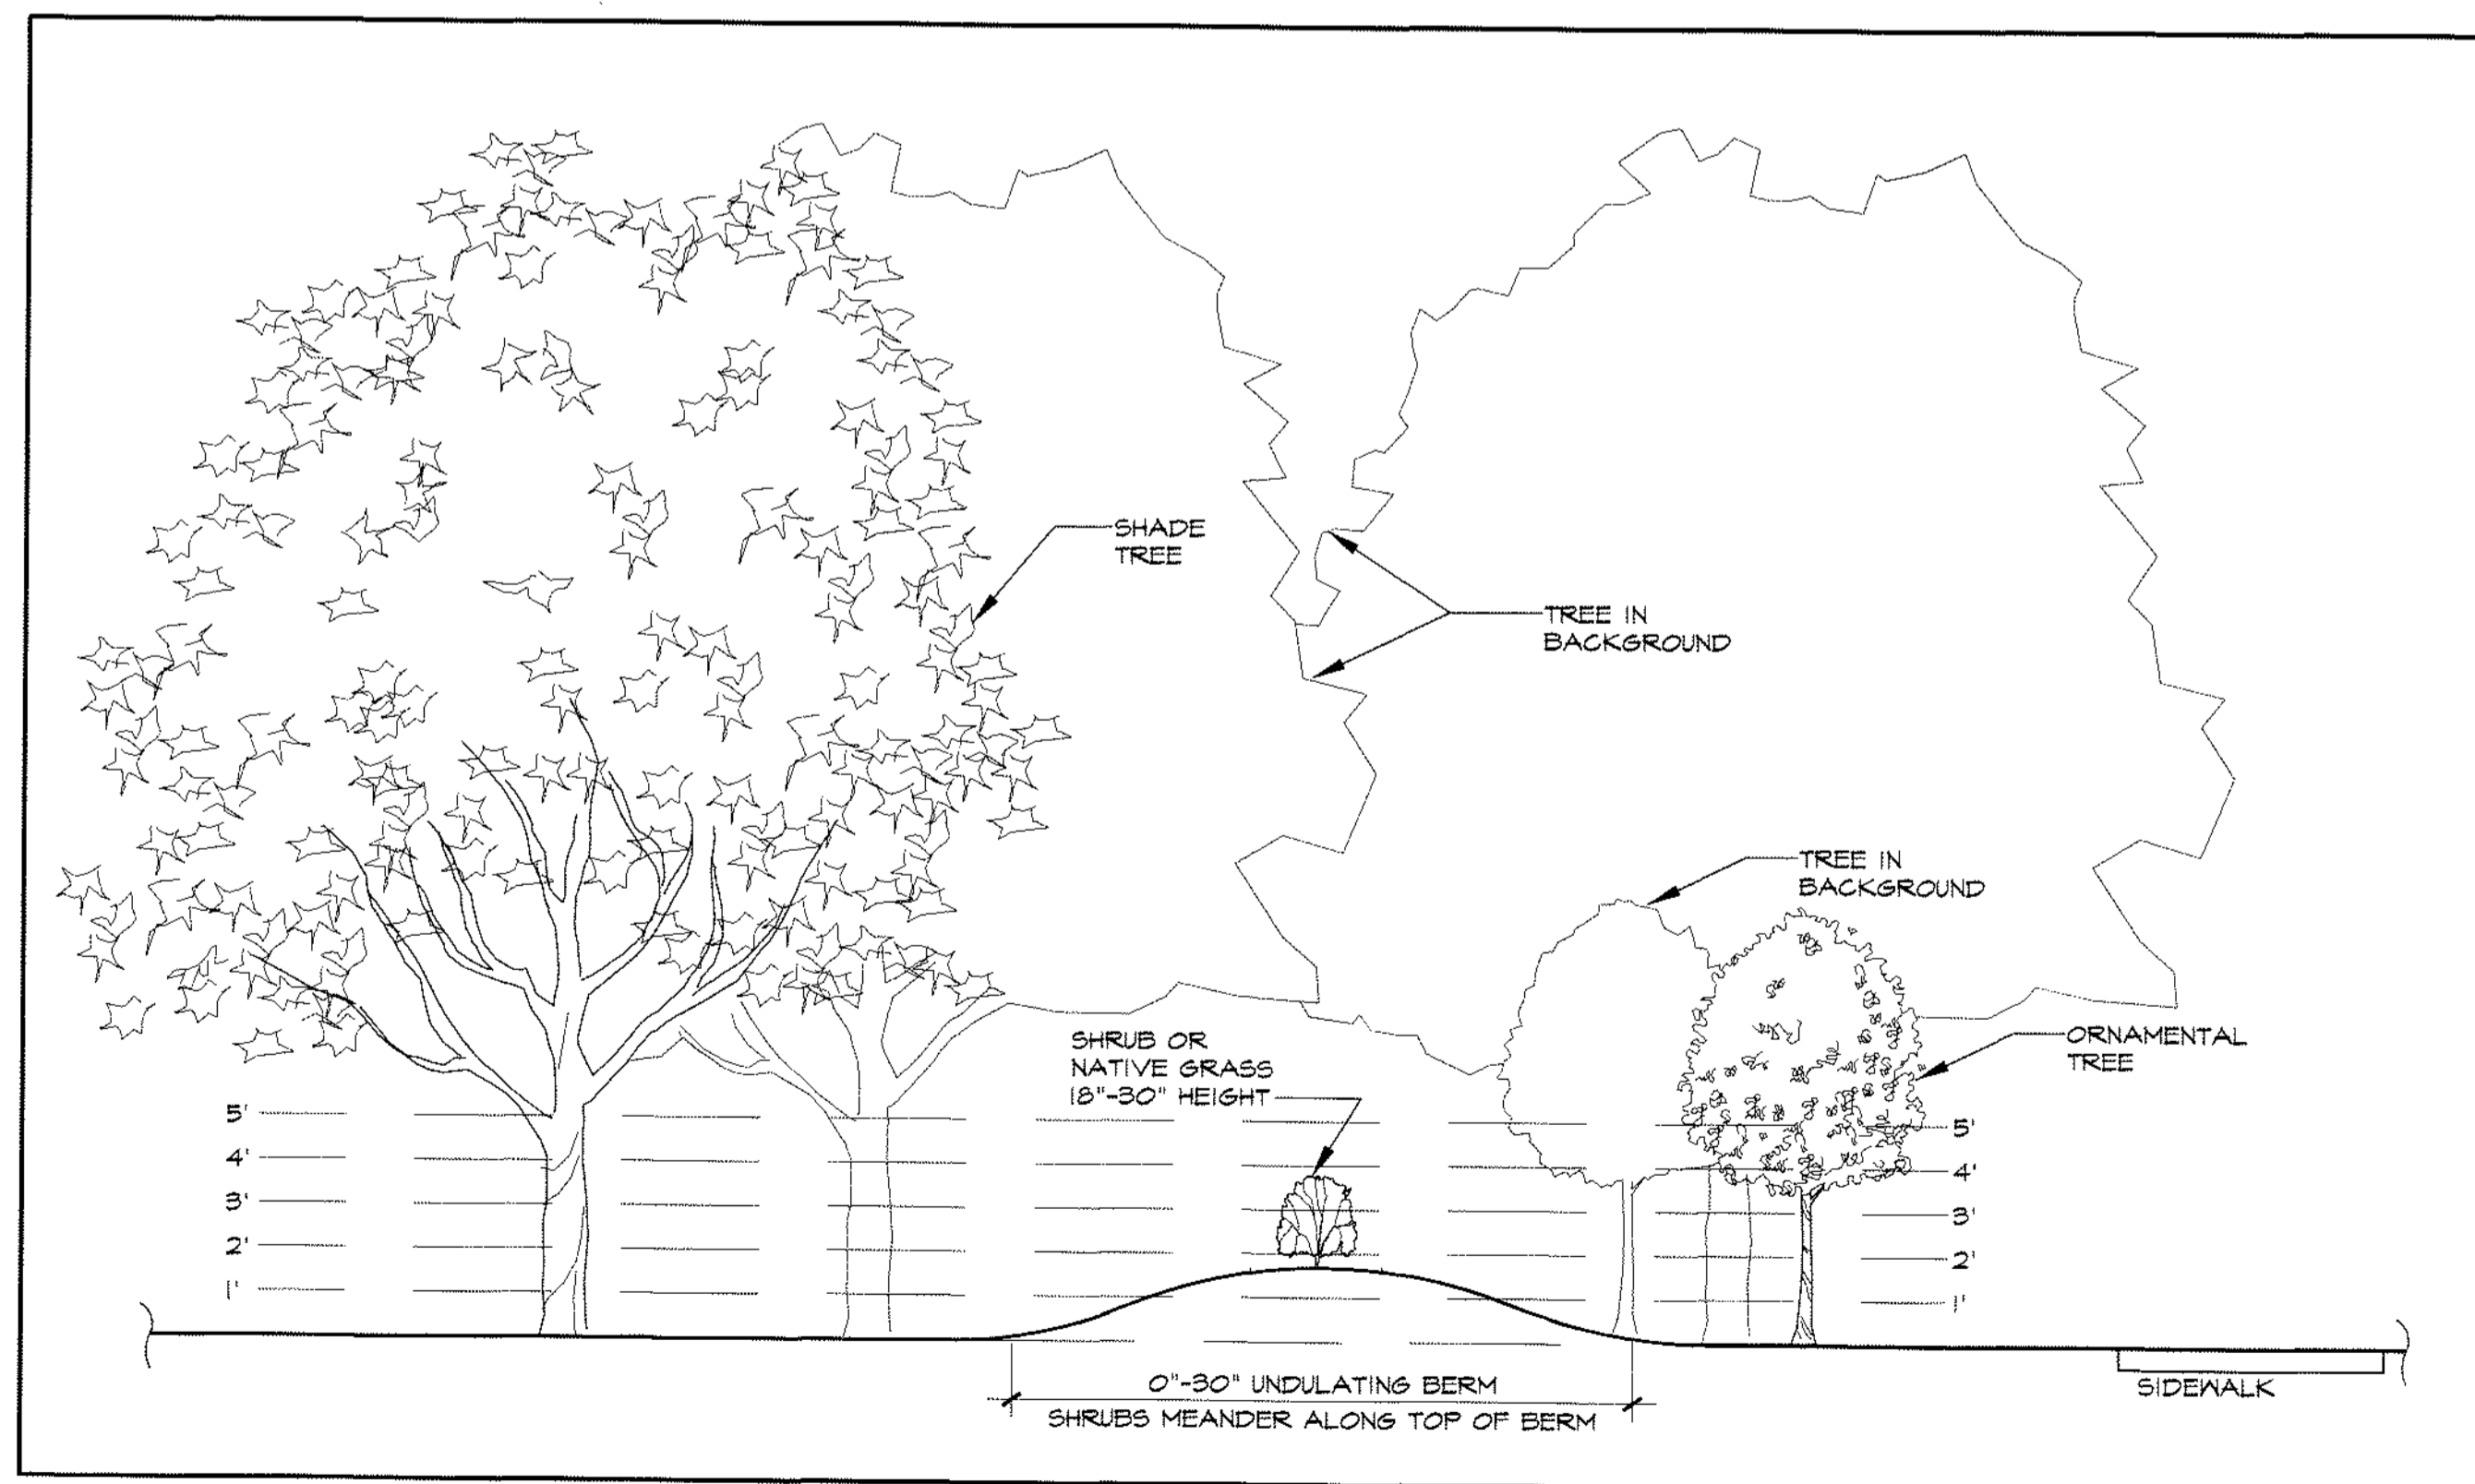 SHADE
TREE
TREE IN
BACKGROUND
TREE IN
BACKGROUND
ORNAMENTAL
TREE
SHRUB OR
NATIVE GRASS
18"-30" HEIGHT
5'
4'
3'
2'
1'
5'
4'
3'
2'
1'
0"-30" UNDULATING BERM
SHRUBS MEANDER ALONG TOP OF BERM
SIDEWALK